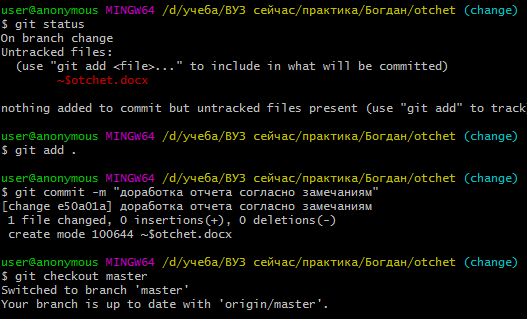 user@anonymous MINGW64 /d/учеба/ВУЗ сейчас/практика/Богдан/otchet (change)
$ git status
On branch change
Untracked files:
(use "git add <file>..." to include in what will be committed)
~$otchet.docx
nothing added to commit but untracked files present (use "git add" to track
user@anonymous MINGW64 /d/учеба/ВУЗ сейчас/практика/Богдан/otchet (change)
$ git add .
user@anonymous MINGW64 /d/учеба/ВУЗ сейчас/практика/Богдан/otchet (change)
$ git commit -m "доработка отчета согласно замечаниям"
[change e50a01a] доработка отчета согласно замечаниям
1 file changed, 0 insertions(+), 0 deletions(-)
create mode 100644 ~$otchet.docx
user@anonymous MINGW64 /d/учеба/ВУЗ сейчас/практика/Богдан/otchet (change)
$ git checkout master
Switched to branch 'master'
Your branch is up to date with 'origin/master'.